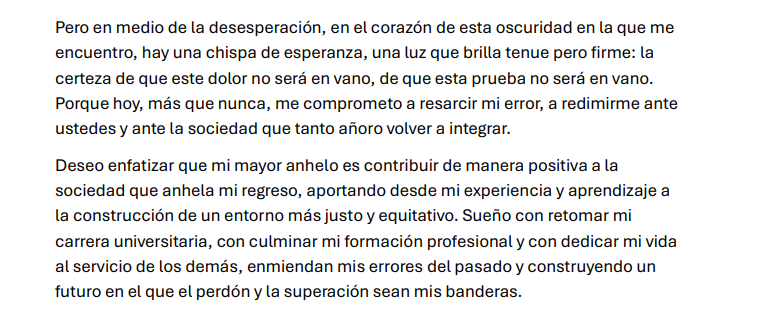 Pero en medio de la desesperación, en el corazón de esta oscuridad en la que me
encuentro, hay una chispa de esperanza, una luz que brilla tenue pero firme: la
certeza de que este dolor no será en vano, de que esta prueba no será en vano.
Porque hoy, más que nunca, me comprometo a resarcir mi error, a redimirme ante
ustedes y ante la sociedad que tanto añoro volver a integrar.
Deseo enfatizar que mi mayor anhelo es contribuir de manera positiva a la
sociedad que anhela mi regreso, aportando desde mi experiencia y aprendizaje a
la construcción de un entorno más justo y equitativo. Sueño con retomar mi
carrera universitaria, con culminar mi formación profesional y con dedicar mi vida
al servicio de los demás, enmiendan mis errores del pasado y construyendo un
futuro en el que el perdón y la superación sean mis banderas.